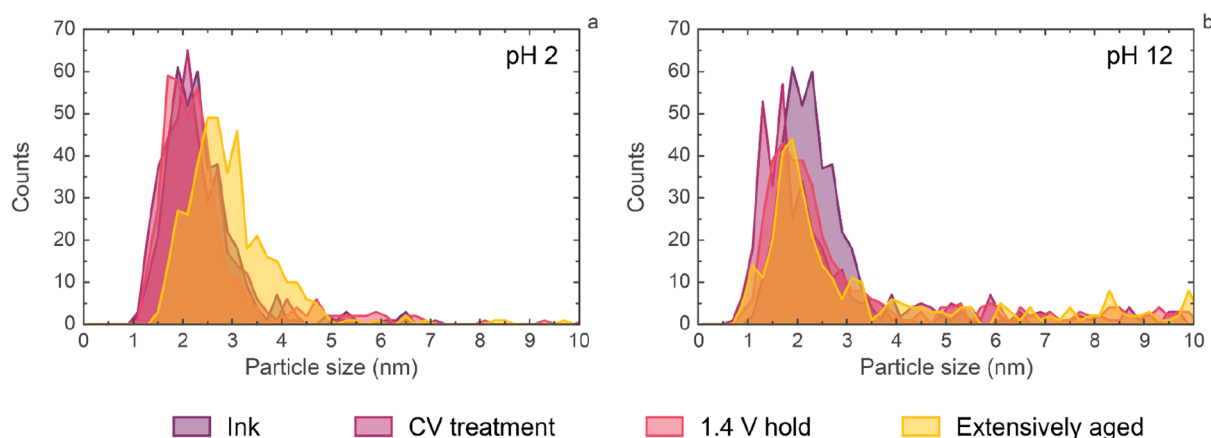 a
pH 2
Counts
70
60
50
40
30
20
10
0
0 1 2 3 4 5 6 7 8 9 10
Particle size (nm)
b
pH 12
Counts
70
60
50
40
30
20
10
0
0 1 2 3 4 5 6 7 8 9 10
Particle size (nm)
Ink CV treatment 1.4 V hold Extensively aged